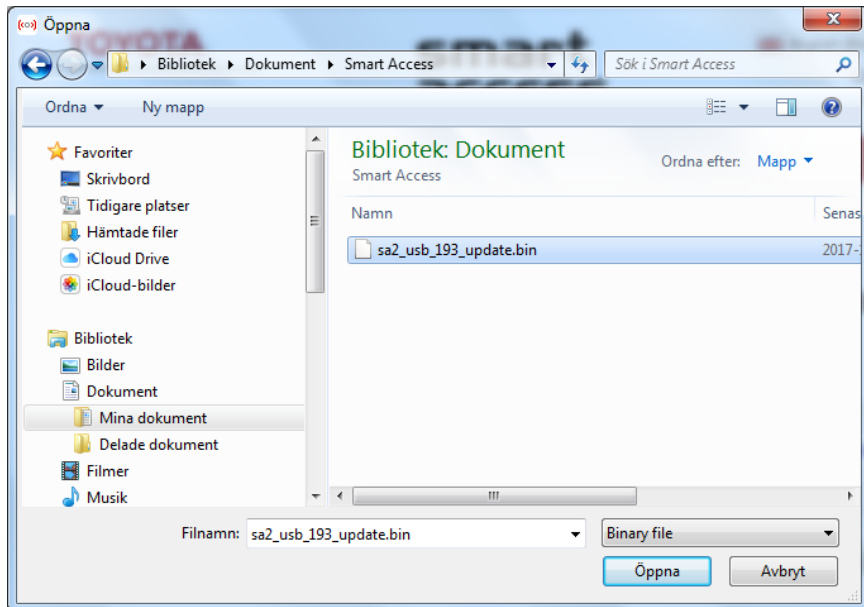 Öppna
TOYOTA
smart
Bibliotek ▸ Dokument ▸ Smart Access
Sök i Smart Access
Ordna
Ny mapp
Favoriter
Skrivbord
Tidigare platser
Hämtade filer
iCloud Drive
iCloud-bilder
Bibliotek
Bilder
Dokument
Mina dokument
Delade dokument
Filmer
Musik
Bibliotek: Dokument
Smart Access
Ordna efter: Mapp
Namn
Senas
sa2_usb_193_update.bin
2017-
Filnamn: sa2_usb_193_update.bin
Binary file
Öppna
Avbryt